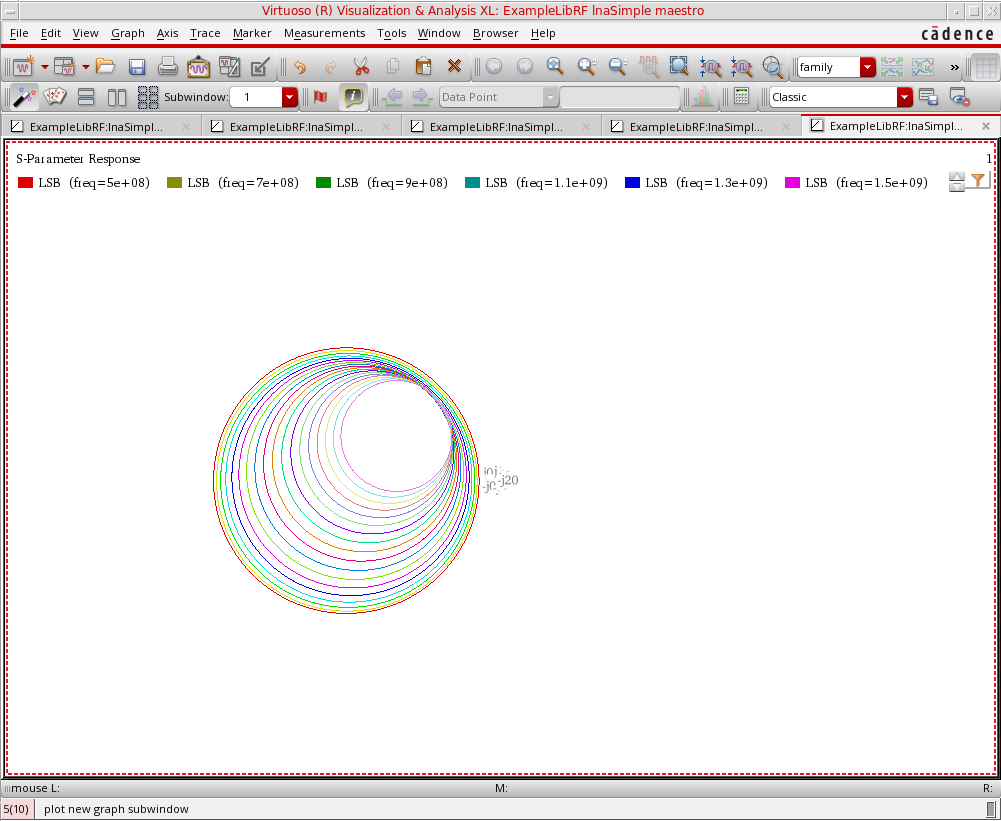 Virtuoso (R) Visualization & Analysis XL: ExampleLibRF lnaSimple maestro
File Edit View Graph Axis Trace Marker Measurements Tools Window Browser Help
cādence
family
»
Subwindow: 1
Data Point
Classic
ExampleLibRF:lnaSimpl... ExampleLibRF:lnaSimpl... ExampleLibRF:lnaSimpl... ExampleLibRF:lnaSimpl... ExampleLibRF:lnaSimpl...
S-Parameter Response 1
LSB (freq=5e+08) LSB (freq=7e+08) LSB (freq=9e+08) LSB (freq=1.1e+09) LSB (freq=1.3e+09) LSB (freq=1.5e+09)
-j20
mouse L: M: R:
5(10) plot new graph subwindow